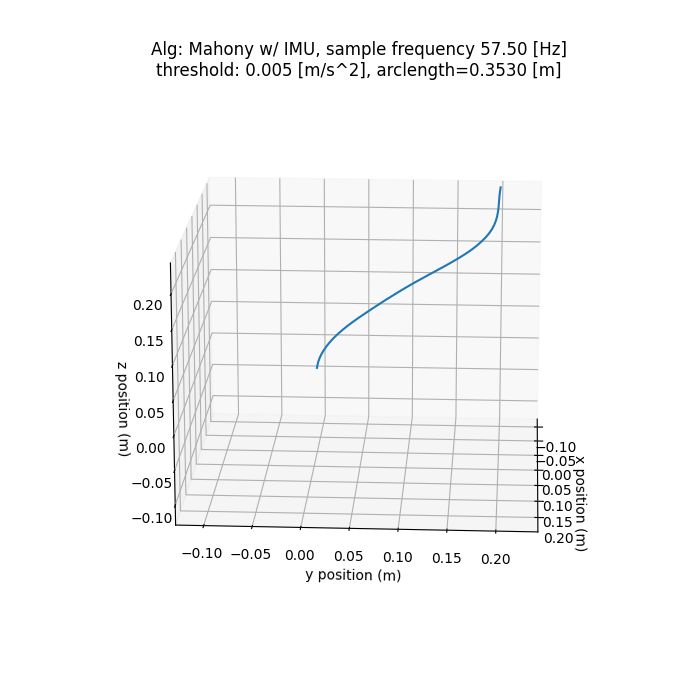 Alg: Mahony w/ IMU, sample frequency 57.50 [Hz]
threshold: 0.005 [m/s^2], arclength=0.3530 [m]
0.20
0.15
0.10
0.05
0.00
−0.05
−0.10
z position (m)
−0.10
−0.05
0.00
0.05
0.10
0.15
0.20
x position (m)
−0.10 −0.05 0.00 0.05 0.10 0.15 0.20
y position (m)